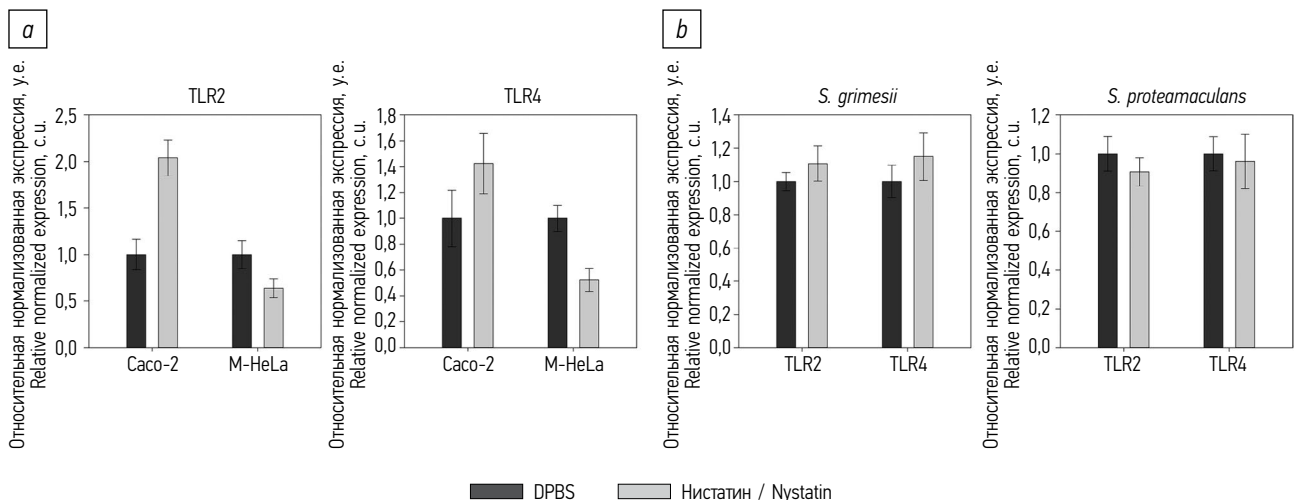 a
Относительная нормализованная экспрессия, у.е.
Relative normalized expression, c.u.
TLR2
2,5
2,0
1,5
1,0
0,5
0,0
Caco-2 M-HeLa
Относительная нормализованная экспрессия, у.е.
Relative normalized expression, c.u.
TLR4
1,8
1,6
1,4
1,2
1,0
0,8
0,6
0,4
0,2
0,0
Caco-2 M-HeLa
b
Относительная нормализованная экспрессия, у.е.
Relative normalized expression, c.u.
S. grimesii
1,4
1,2
1,0
0,8
0,6
0,4
0,2
0,0
TLR2 TLR4
Относительная нормализованная экспрессия, у.е.
Relative normalized expression, c.u.
S. proteamaculans
1,2
1,0
0,8
0,6
0,4
0,2
0,0
TLR2 TLR4
DPBS Нистатин / Nystatin